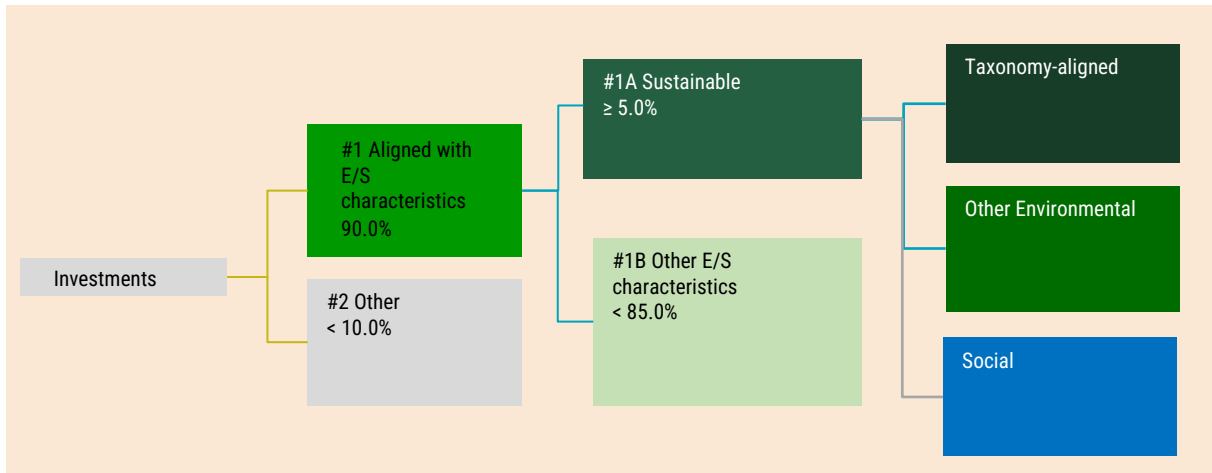 Investments
#1 Aligned with
E/S
characteristics
90.0%
#2 Other
< 10.0%
#1A Sustainable
≥ 5.0%
#1B Other E/S
characteristics
< 85.0%
Taxonomy-aligned
Other Environmental
Social